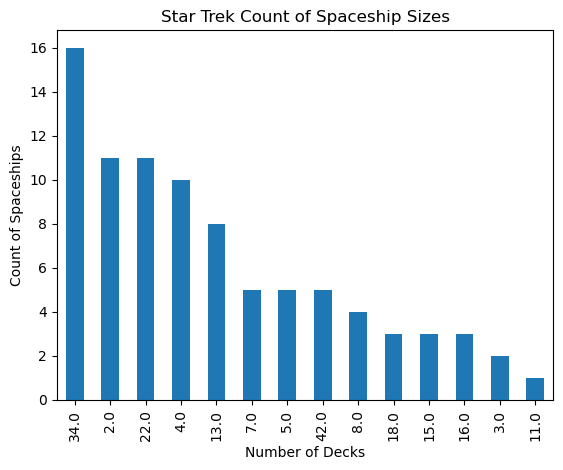 Star Trek Count of Spaceship Sizes
16
14
12
10
8
6
4
2
0
Count of Spaceships
34.0 2.0 22.0 4.0 13.0 7.0 5.0 42.0 8.0 18.0 15.0 16.0 3.0 11.0
Number of Decks